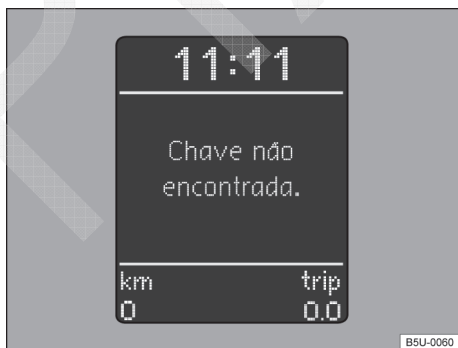 11:11
Chave não
encontrada.
km trip
0 0.0
B5U-0060